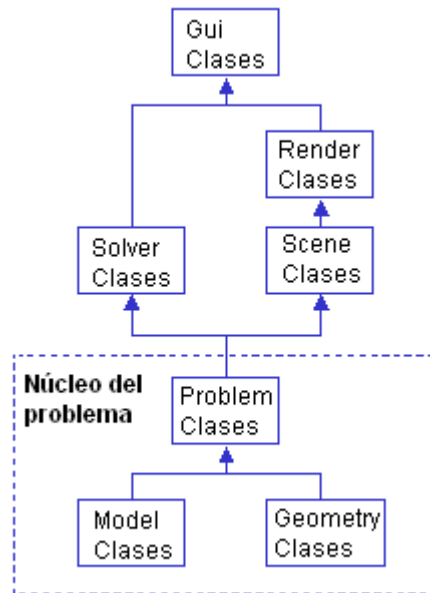 Gui
Clases
Render
Clases
Solver
Clases
Scene
Clases
Núcleo del
problema
Problem
Clases
Model
Clases
Geometry
Clases